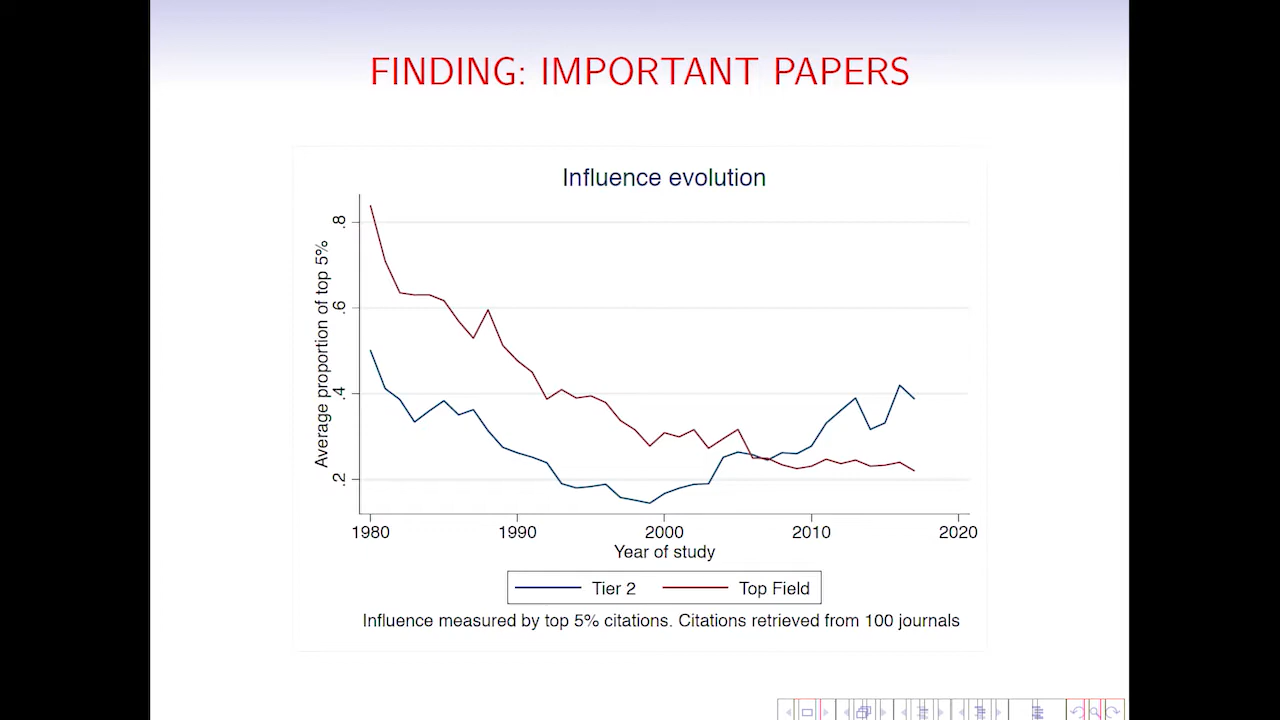 FINDING: IMPORTANT PAPERS
Influence evolution
Average proportion of top 5%
.8
.6
.4
.2
1980 1990 2000 2010 2020
Year of study
Tier 2 Top Field
Influence measured by top 5% citations. Citations retrieved from 100 journals